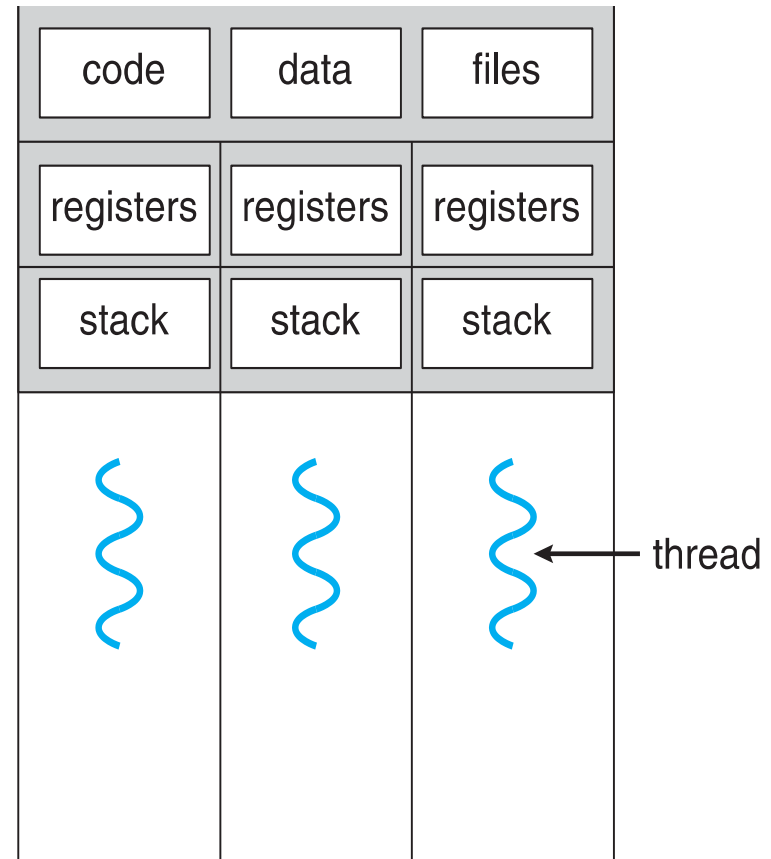 code data files
registers registers registers
stack stack stack
thread